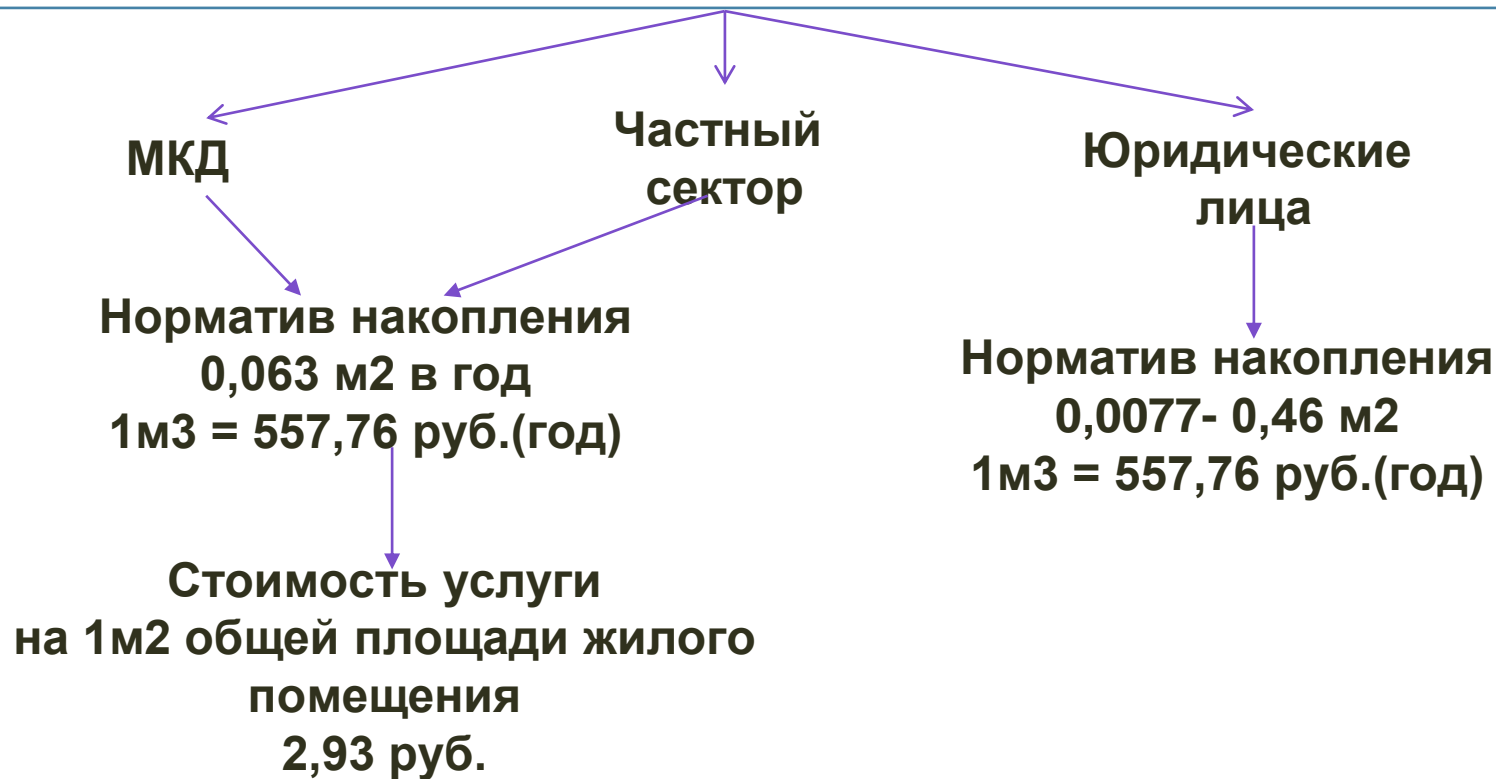 МКД
Частный
сектор
Юридические
лица
Норматив накопления
0,063 м2 в год
1м3 = 557,76 руб.(год)
Норматив накопления
0,0077- 0,46 м2
1м3 = 557,76 руб.(год)
Стоимость услуги
на 1м2 общей площади жилого
помещения
2,93 руб.